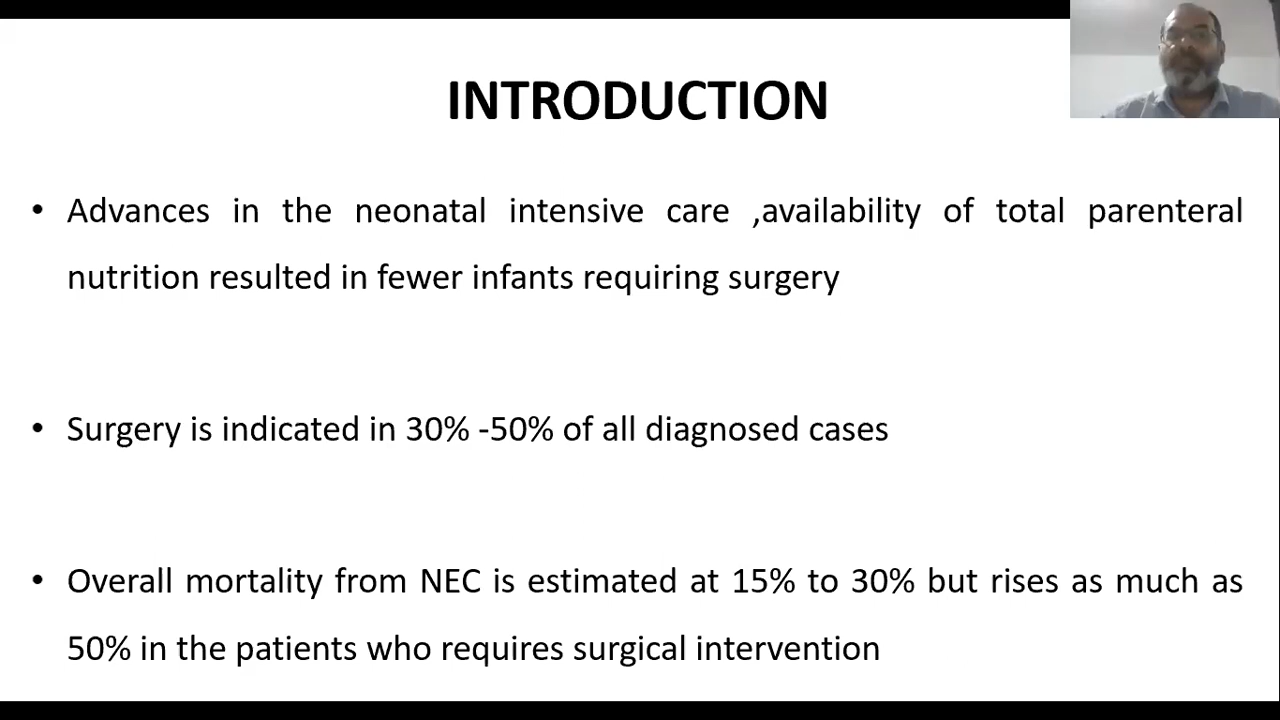 INTRODUCTION
• Advances in the neonatal intensive care ,availability of total parenteral
nutrition resulted in fewer infants requiring surgery
• Surgery is indicated in 30% -50% of all diagnosed cases
• Overall mortality from NEC is estimated at 15% to 30% but rises as much as
50% in the patients who requires surgical intervention